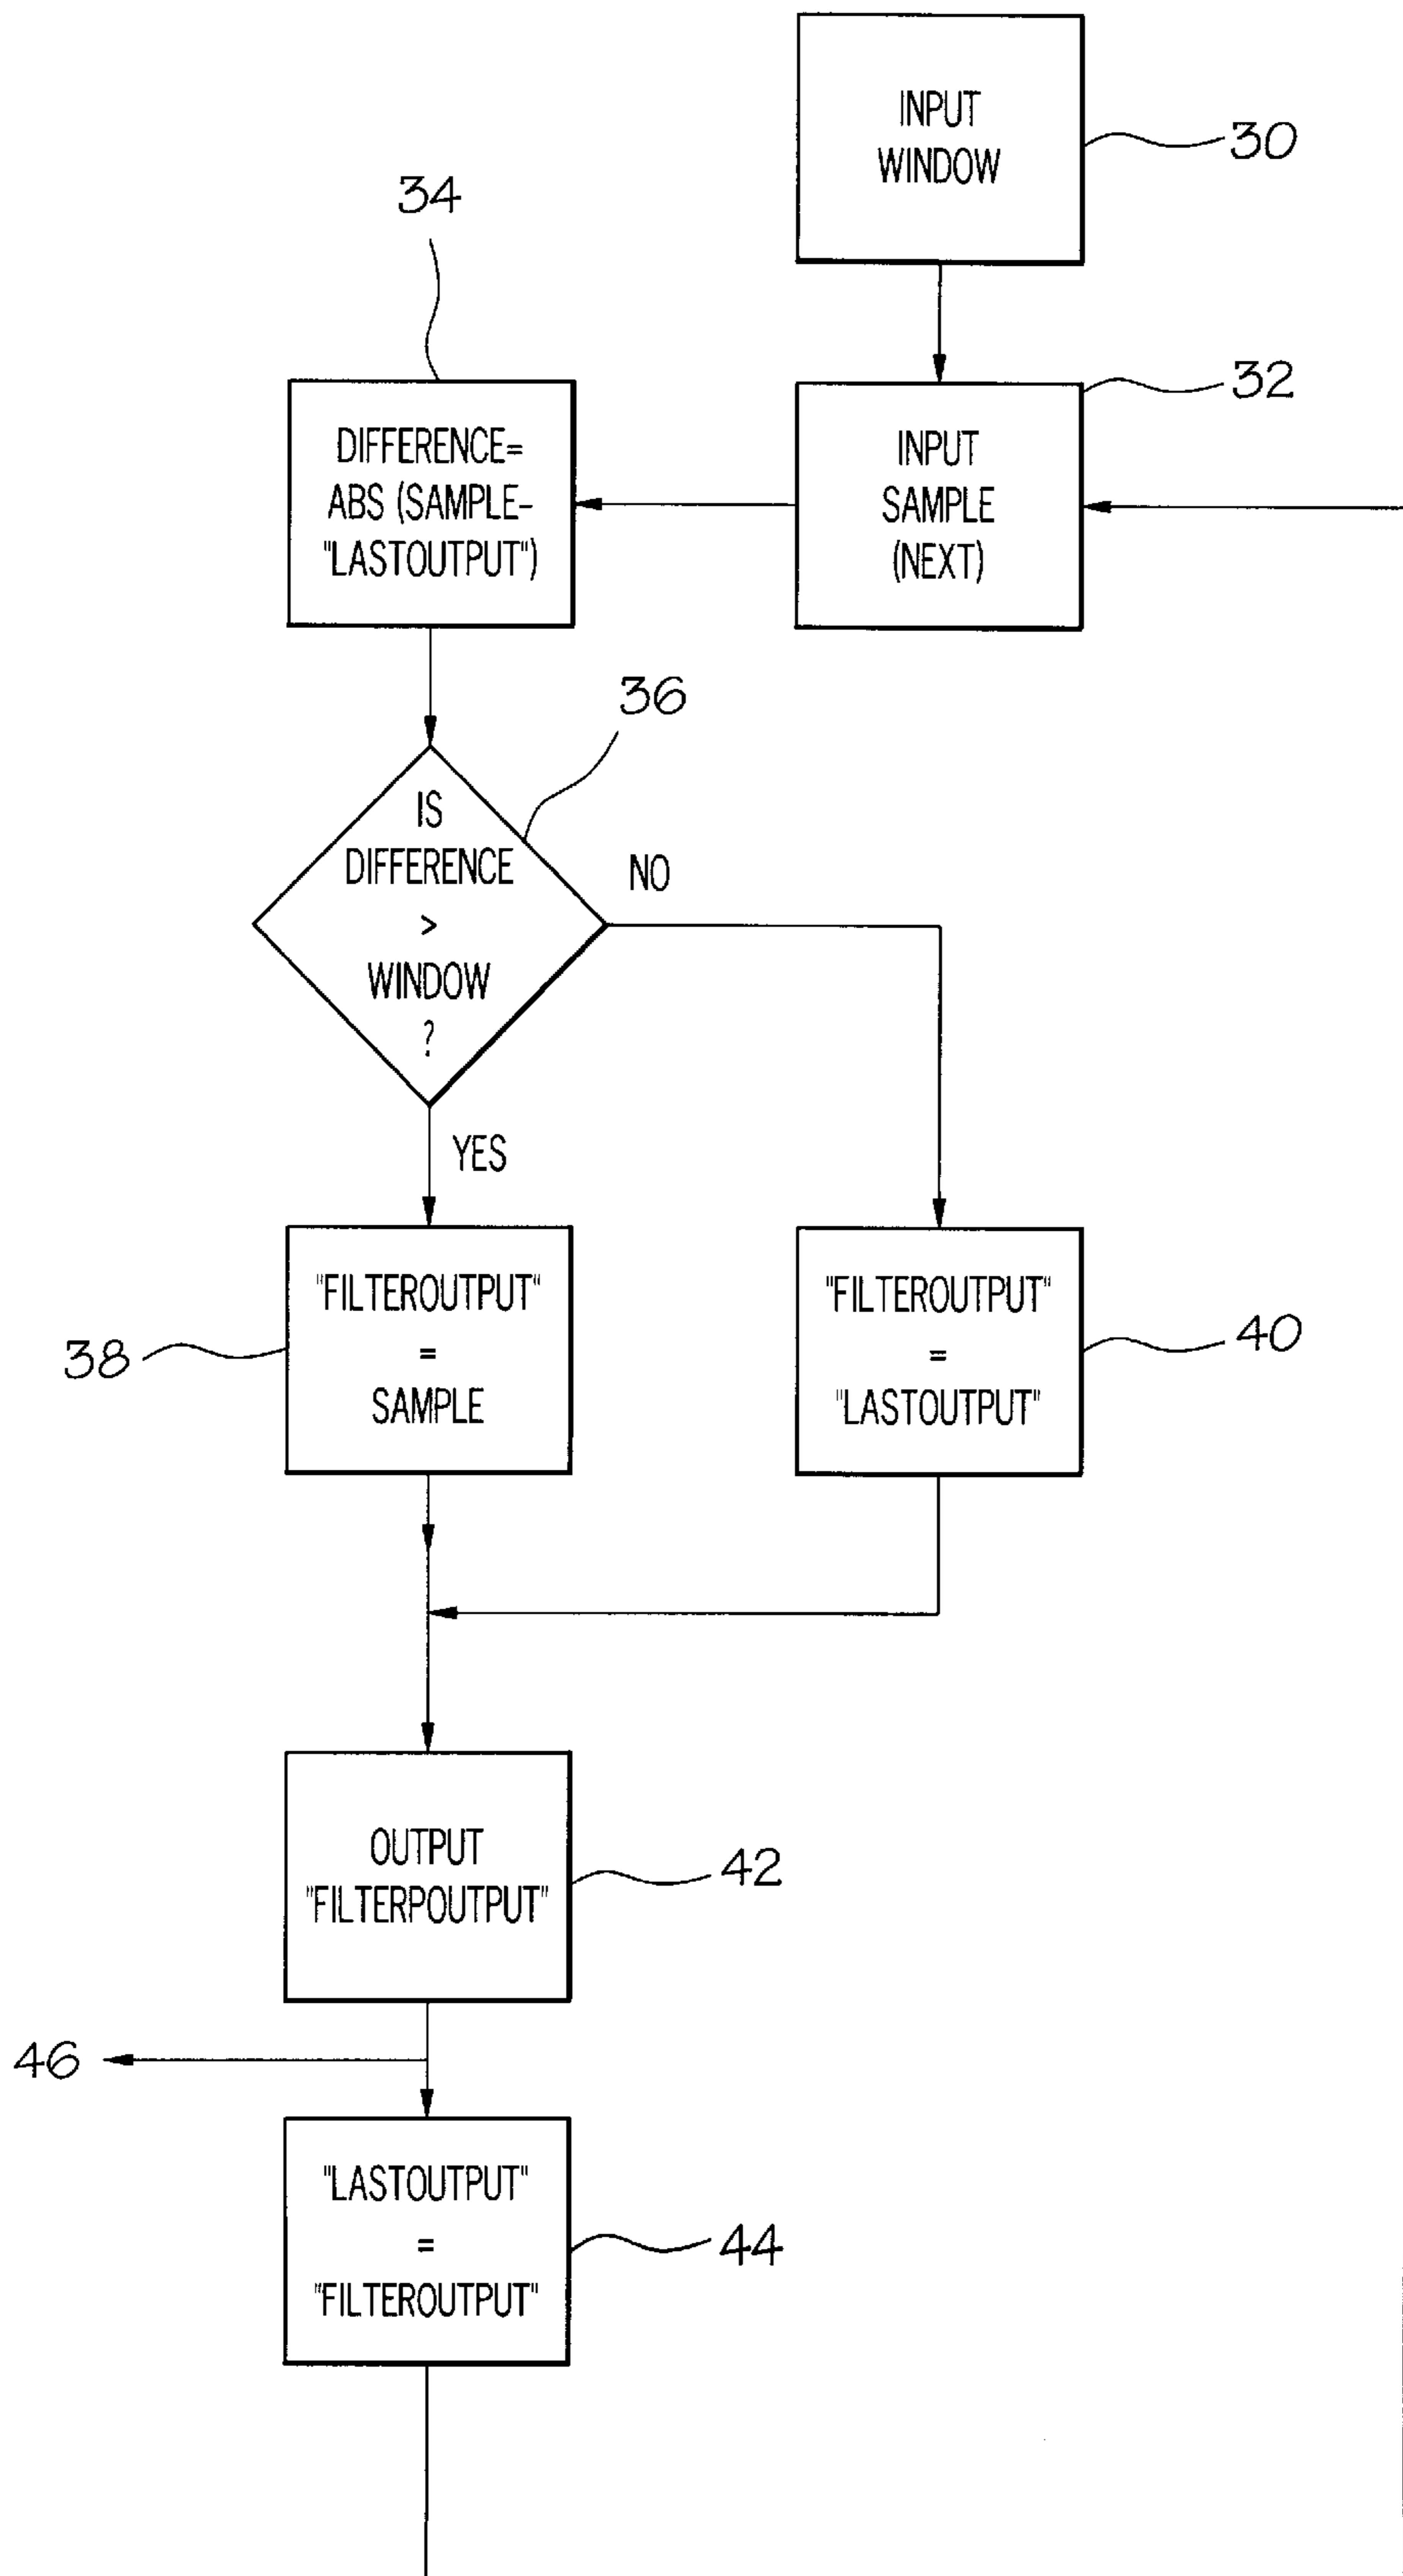 INPUT
WINDOW
30
34
32
DIFFERENCE=
ABS (SAMPLE-
"LASTOUTPUT")
INPUT
SAMPLE
(NEXT)
36
IS
DIFFERENCE
>
WINDOW
?
NO
YES
"FILTEROUTPUT"
=
SAMPLE
38
"FILTEROUTPUT"
=
"LASTOUTPUT"
40
OUTPUT
"FILTERPOUTPUT"
42
46
"LASTOUTPUT"
=
"FILTEROUTPUT"
44